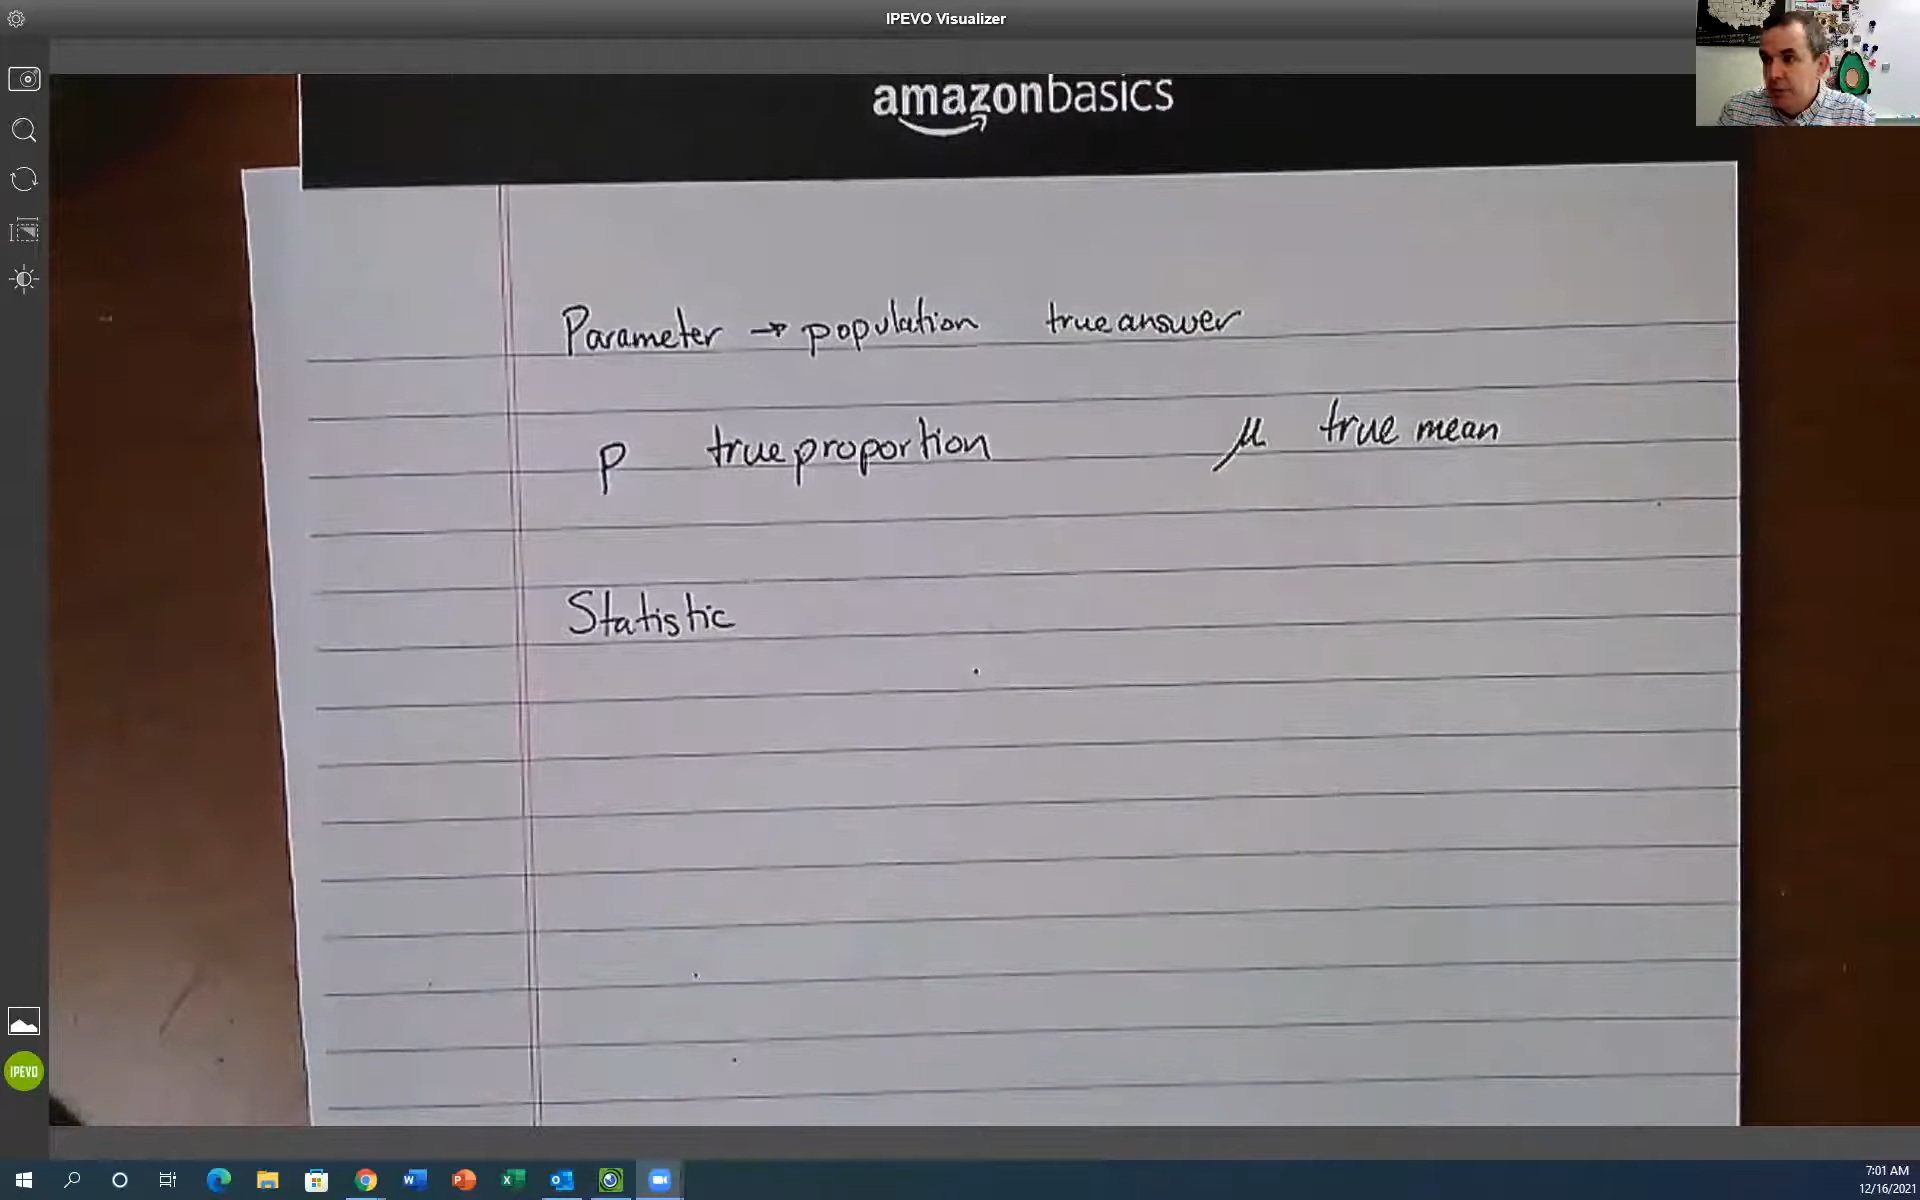 IPEVO Visualizer
amazonbasics
Parameter → population true answer
p true proportion μ true mean
Statistic
IPEVO
7:01 AM
12/16/2021